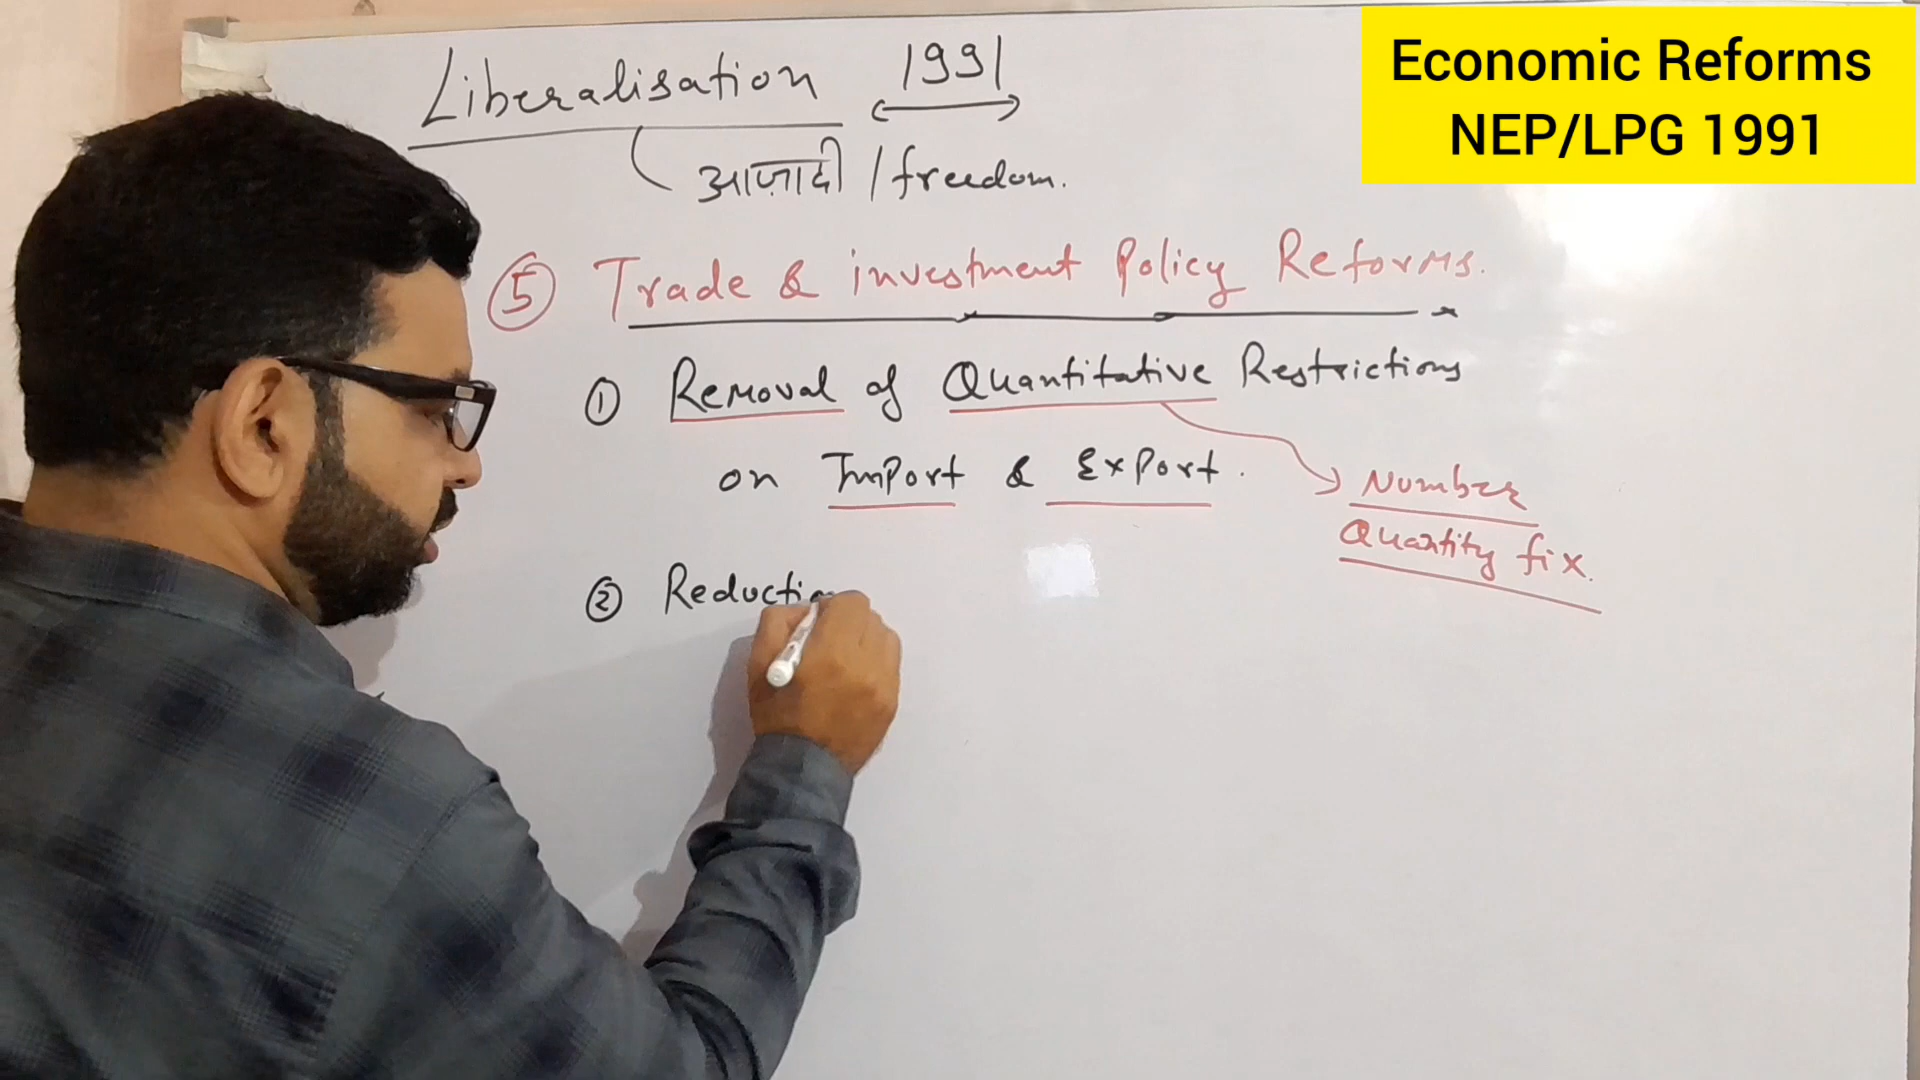 Liberalisation 1991
आज़ादी / freedom.
Economic Reforms
NEP/LPG 1991
⑤ Trade & investment Policy Reforms.
① Removal of Quantitative Restrictions
on Import & Export.
Number
Quantity fix.
② Reduction